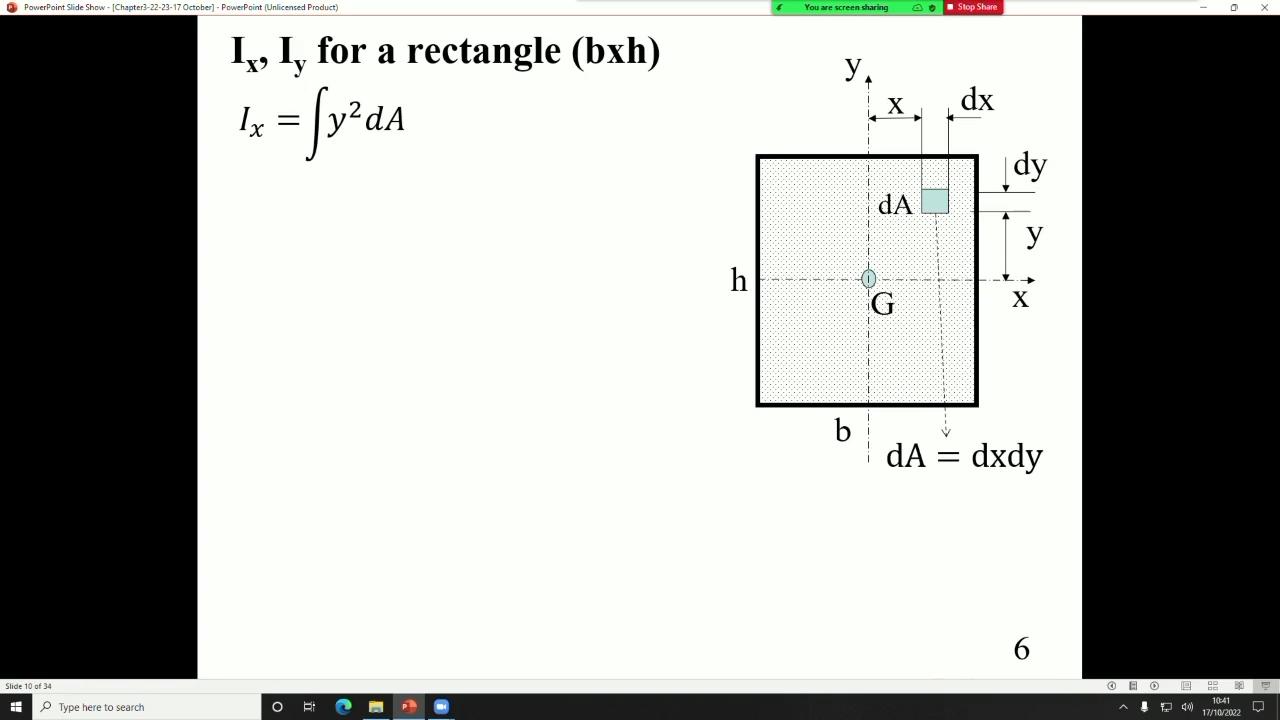 PowerPoint Slide Show - [Chapter3-22-23-17 October] - PowerPoint (Unlicensed Product)
You are screen sharing
Stop Share
Iₓ, Iᵧ for a rectangle (bxh)
Iₓ = ∫y²dA
y
x
dx
dy
dA
y
h
G
x
b
dA = dxdy
6
Slide 10 of 34
Type here to search
10:41
17/10/2022